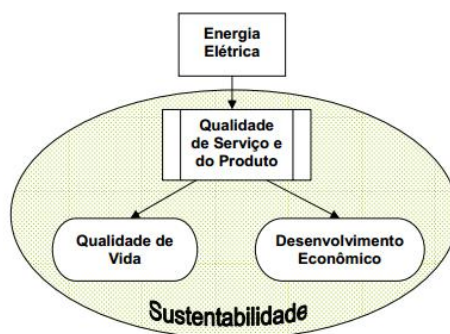 Energia
Elétrica
Qualidade
de Serviço e
do Produto
Qualidade de
Vida
Desenvolvimento
Econômico
Sustentabilidade